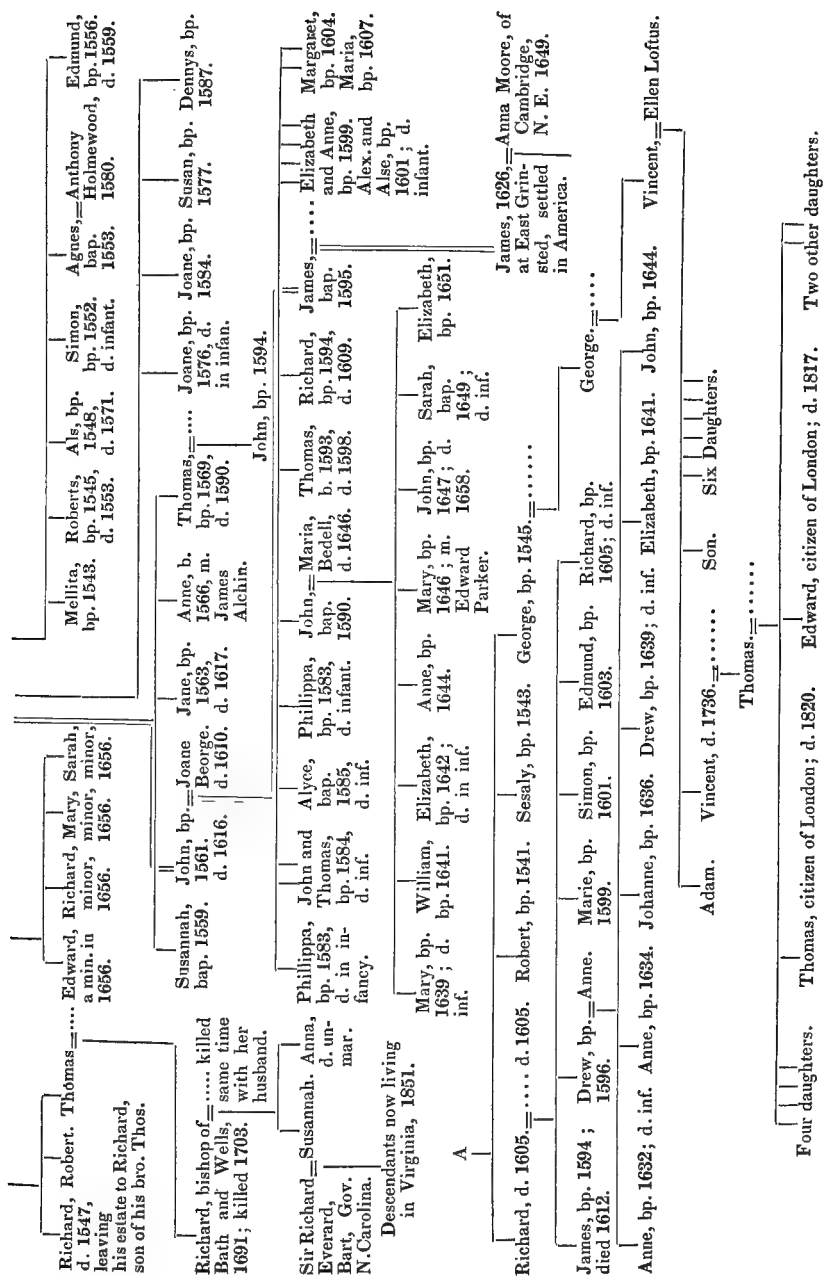 Richard, Robert. Thomas=....
d. 1547,
leaving
his estate to Richard,
son of his bro. Thos.
Edward, Richard, Mary, Sarah,
a min. in minor, minor, minor,
1656. 1656. 1656. 1656.
Mellita, Roberts, Als, bp. Simon, Agnes,=Anthony Edmund,
bp. 1543. bp. 1545, 1548, bp. 1552. bap. Holmewood, bp. 1556.
d. 1553. d. 1571. d. infant. 1553. 1580. d. 1559.
Richard, bishop of=..... killed
Bath and Wells, same time
1691; killed 1703. with her
husband.
Susannah, John, bp.=Joane Jane, bp. Anne, b. Thomas,=.... Joane, bp. Joane, bp. Susan, bp. Dennys, bp.
bap. 1559. 1561. Beorge. 1563, 1566, m. bp. 1569, 1576, d. 1584. 1577. 1587.
d. 1616. d. 1610. d. 1617. James d. 1590. in infan.
Alchin.
John, bp. 1594.
Sir Richard=Susannah. Anna,
Everard, d. un-
Bart, Gov. mar.
N. Carolina.
Descendants now living
in Virginia, 1851.
Phillippa, John and Alyce, Phillippa, John,=Maria Thomas, Richard, James,=.... Elizabeth Margaret,
bp. 1583, Thomas, bap. bp. 1583, bap. Bedell, b. 1593, bp. 1594, bap. and Anne, bp. 1604.
d. in in- bp. 1584, 1585, d. infant. 1590. d. 1646. d. 1598. d. 1609. 1595. bp. 1599. Maria,
fancy. d. inf. d. inf. Alex. and bp. 1607.
Alse, bp.
1601; d.
infant.
Mary, bp. William, Elizabeth, Anne, bp. Mary, bp. John, bp. Sarah, Elizabeth,
1639; d. bp. 1641. bp. 1642; 1644. 1646; m. 1647; d. bap. bp. 1651.
inf. d. in inf. Edward 1658. 1649;
Parker. d. inf.
James, 1626,=Anna Moore, of
at East Grin- Cambridge,
sted, settled N. E. 1649.
in America.
A
Richard, d. 1605.=.... d. 1605. Robert, bp. 1541. Sesaly, bp. 1543. George, bp. 1545.=......
James, bp. 1594; Drew, bp.=Anne. Marie, bp. Simon, bp. Edmund, bp. Richard, bp. George.=.....
died 1612. 1596. 1599. 1601. 1603. 1605; d. inf.
Anne, bp. 1632; d. inf. Anne, bp. 1634. Johanne, bp. 1636. Drew, bp. 1639; d. inf. Elizabeth, bp. 1641. John, bp. 1644. Vincent,=Ellen Loftus.
Adam. Vincent, d. 1736.=...... Son. Six Daughters.
Thomas.=......
Four daughters. Thomas, citizen of London; d. 1820. Edward, citizen of London; d. 1817. Two other daughters.